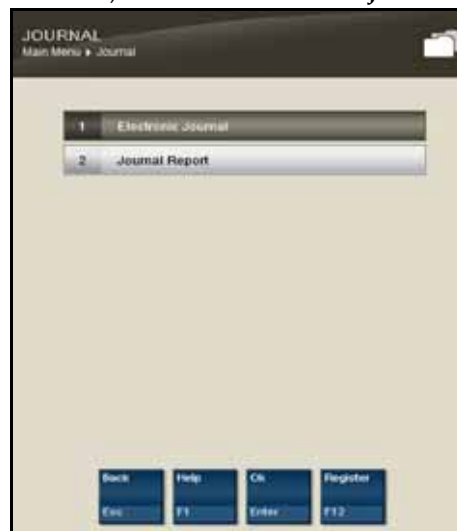 JOURNAL
Main Menu ▸ Journal
1 Electronic Journal
2 Journal Report
Back Help Ok Register
Esc F1 Enter F12